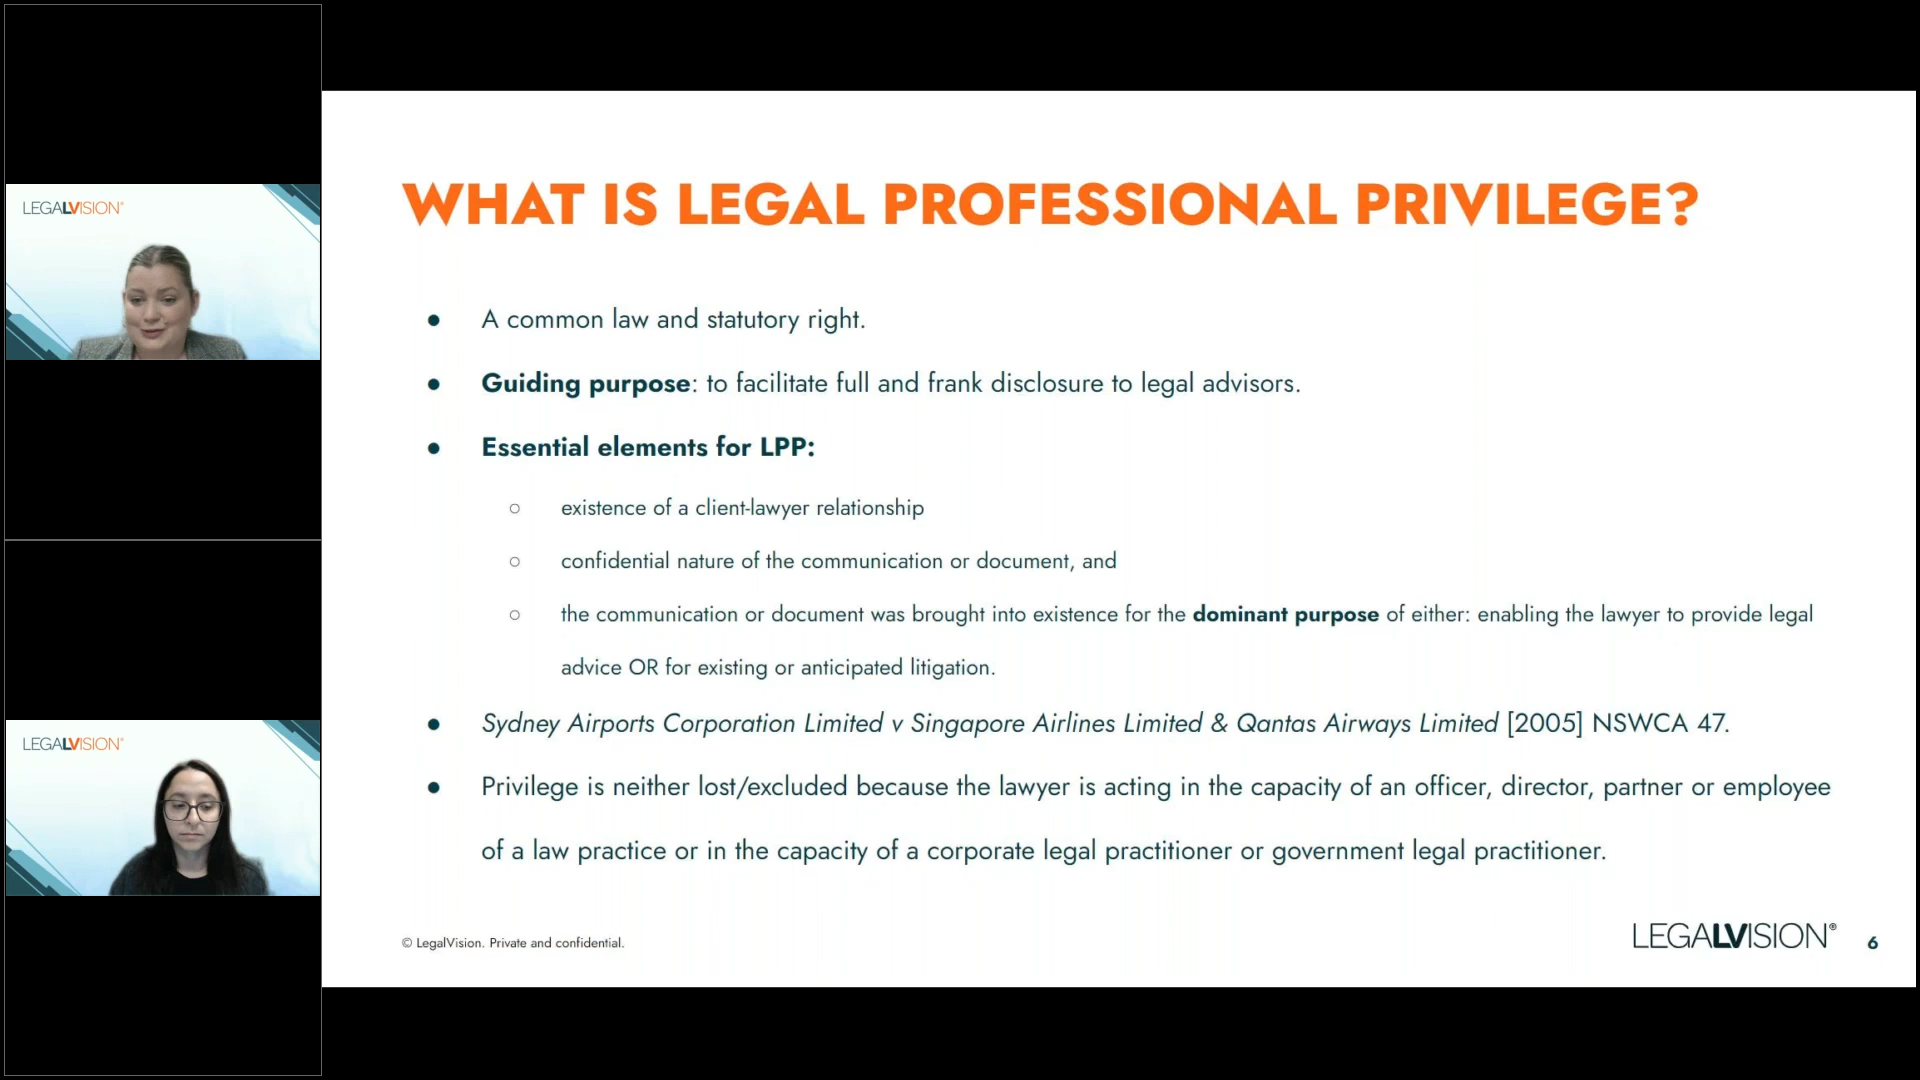 LEGALVISION®
LEGALVISION®
WHAT IS LEGAL PROFESSIONAL PRIVILEGE?
● A common law and statutory right.
● Guiding purpose: to facilitate full and frank disclosure to legal advisors.
● Essential elements for LPP:
○ existence of a client-lawyer relationship
○ confidential nature of the communication or document, and
○ the communication or document was brought into existence for the dominant purpose of either: enabling the lawyer to provide legal
advice OR for existing or anticipated litigation.
● Sydney Airports Corporation Limited v Singapore Airlines Limited & Qantas Airways Limited [2005] NSWCA 47.
● Privilege is neither lost/excluded because the lawyer is acting in the capacity of an officer, director, partner or employee
of a law practice or in the capacity of a corporate legal practitioner or government legal practitioner.
© LegalVision. Private and confidential.
LEGALVISION®
6